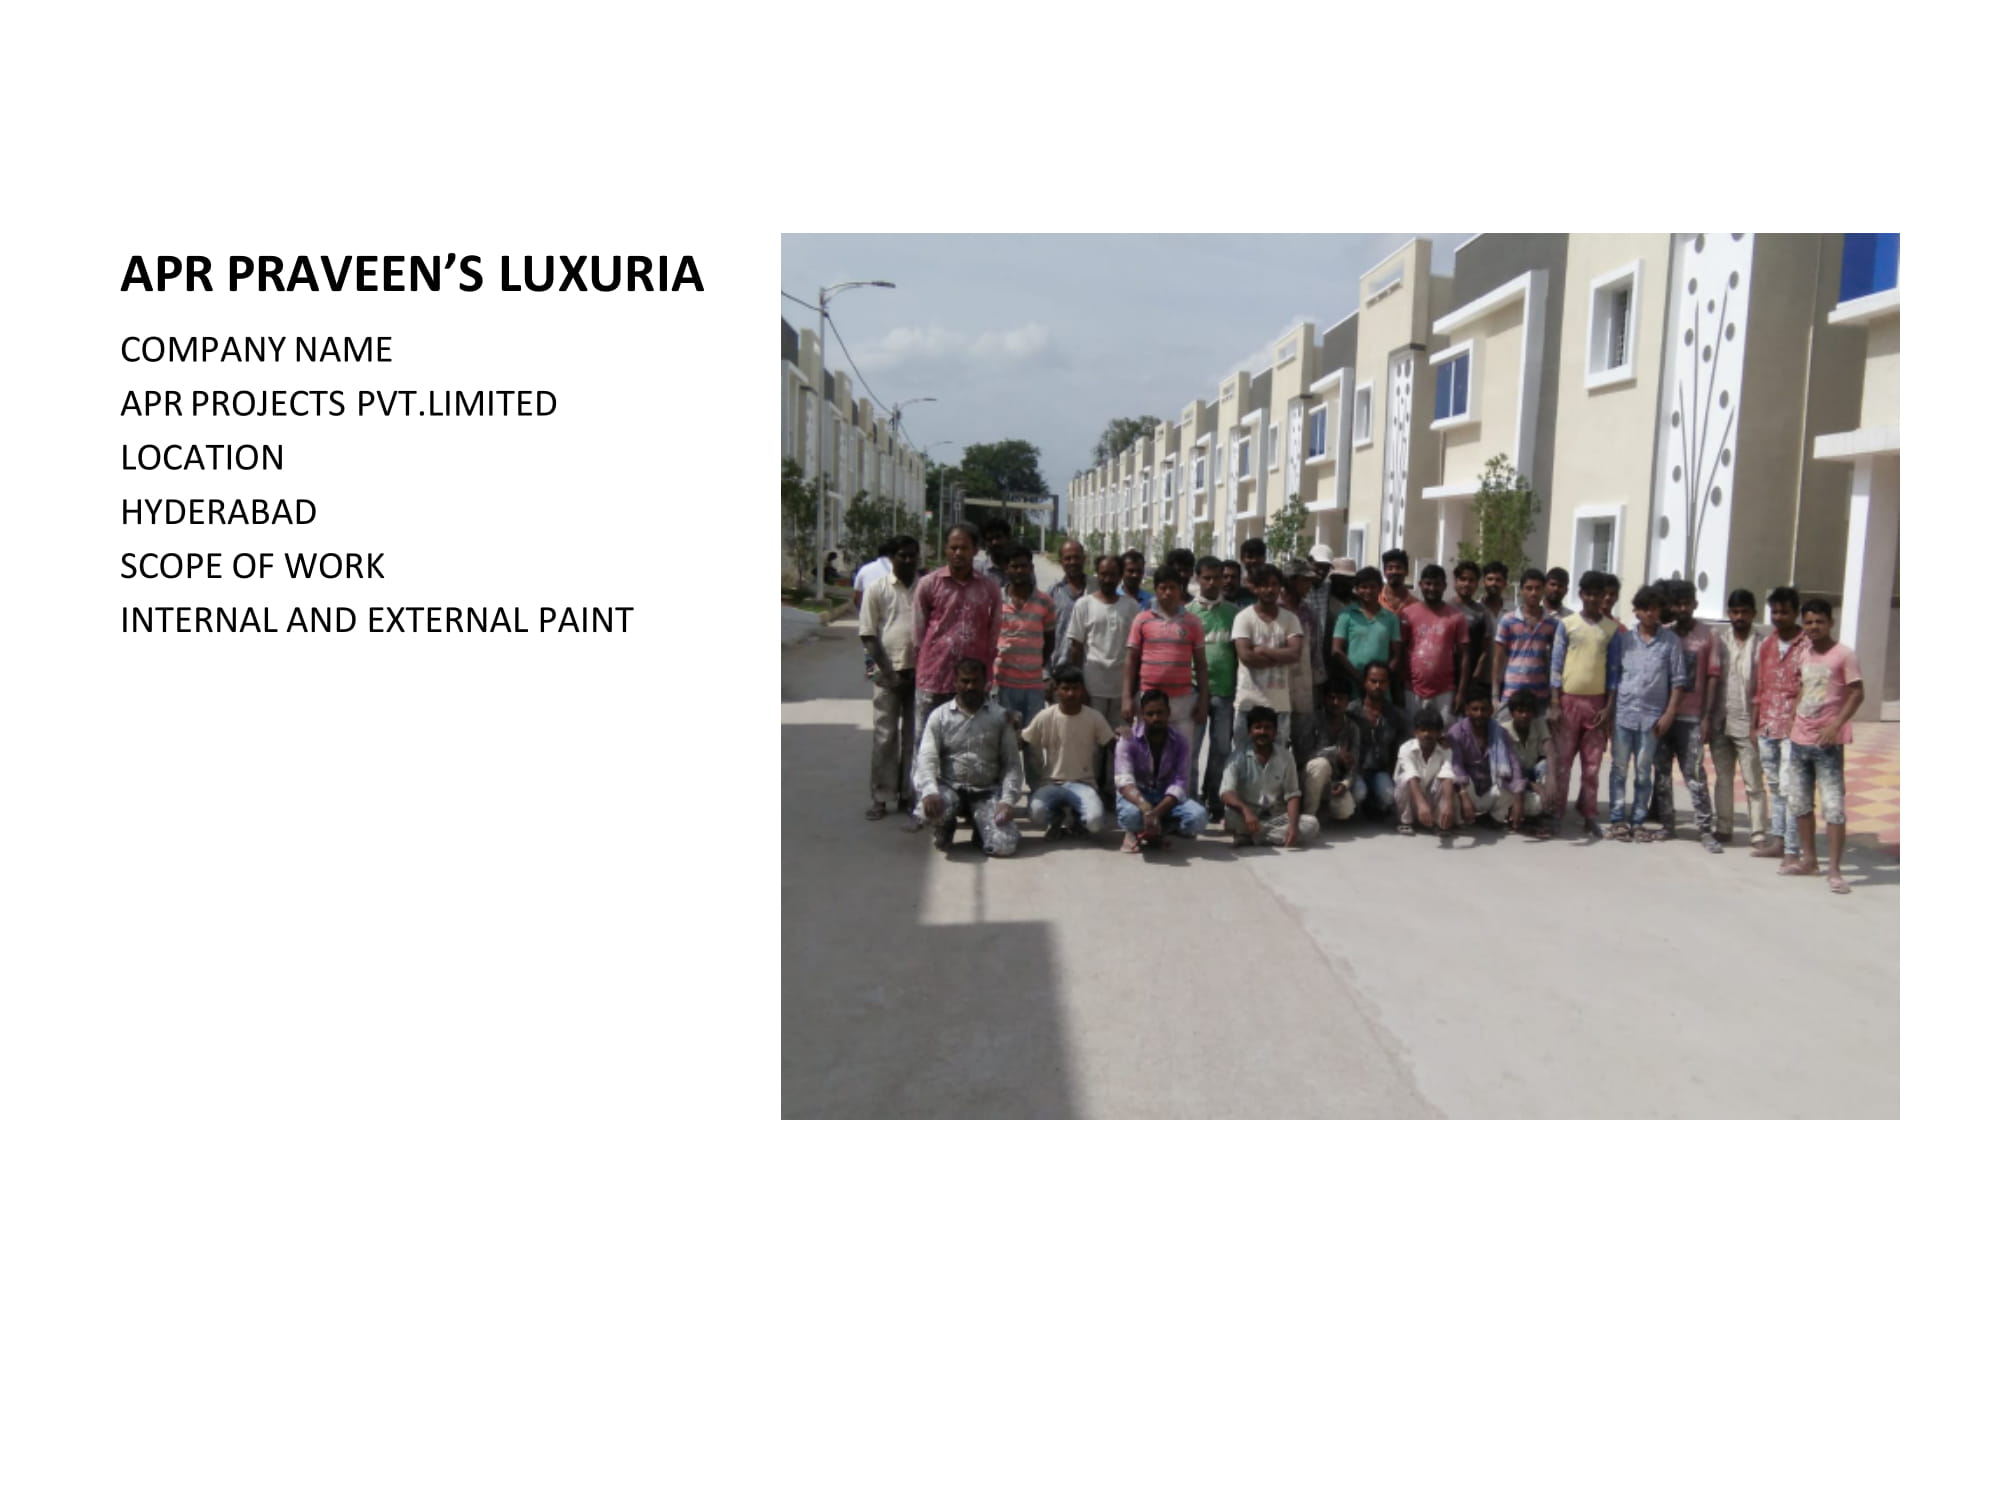 APR PRAVEEN’S LUXURIA
COMPANY NAME
APR PROJECTS PVT.LIMITED
LOCATION
HYDERABAD
SCOPE OF WORK
INTERNAL AND EXTERNAL PAINT